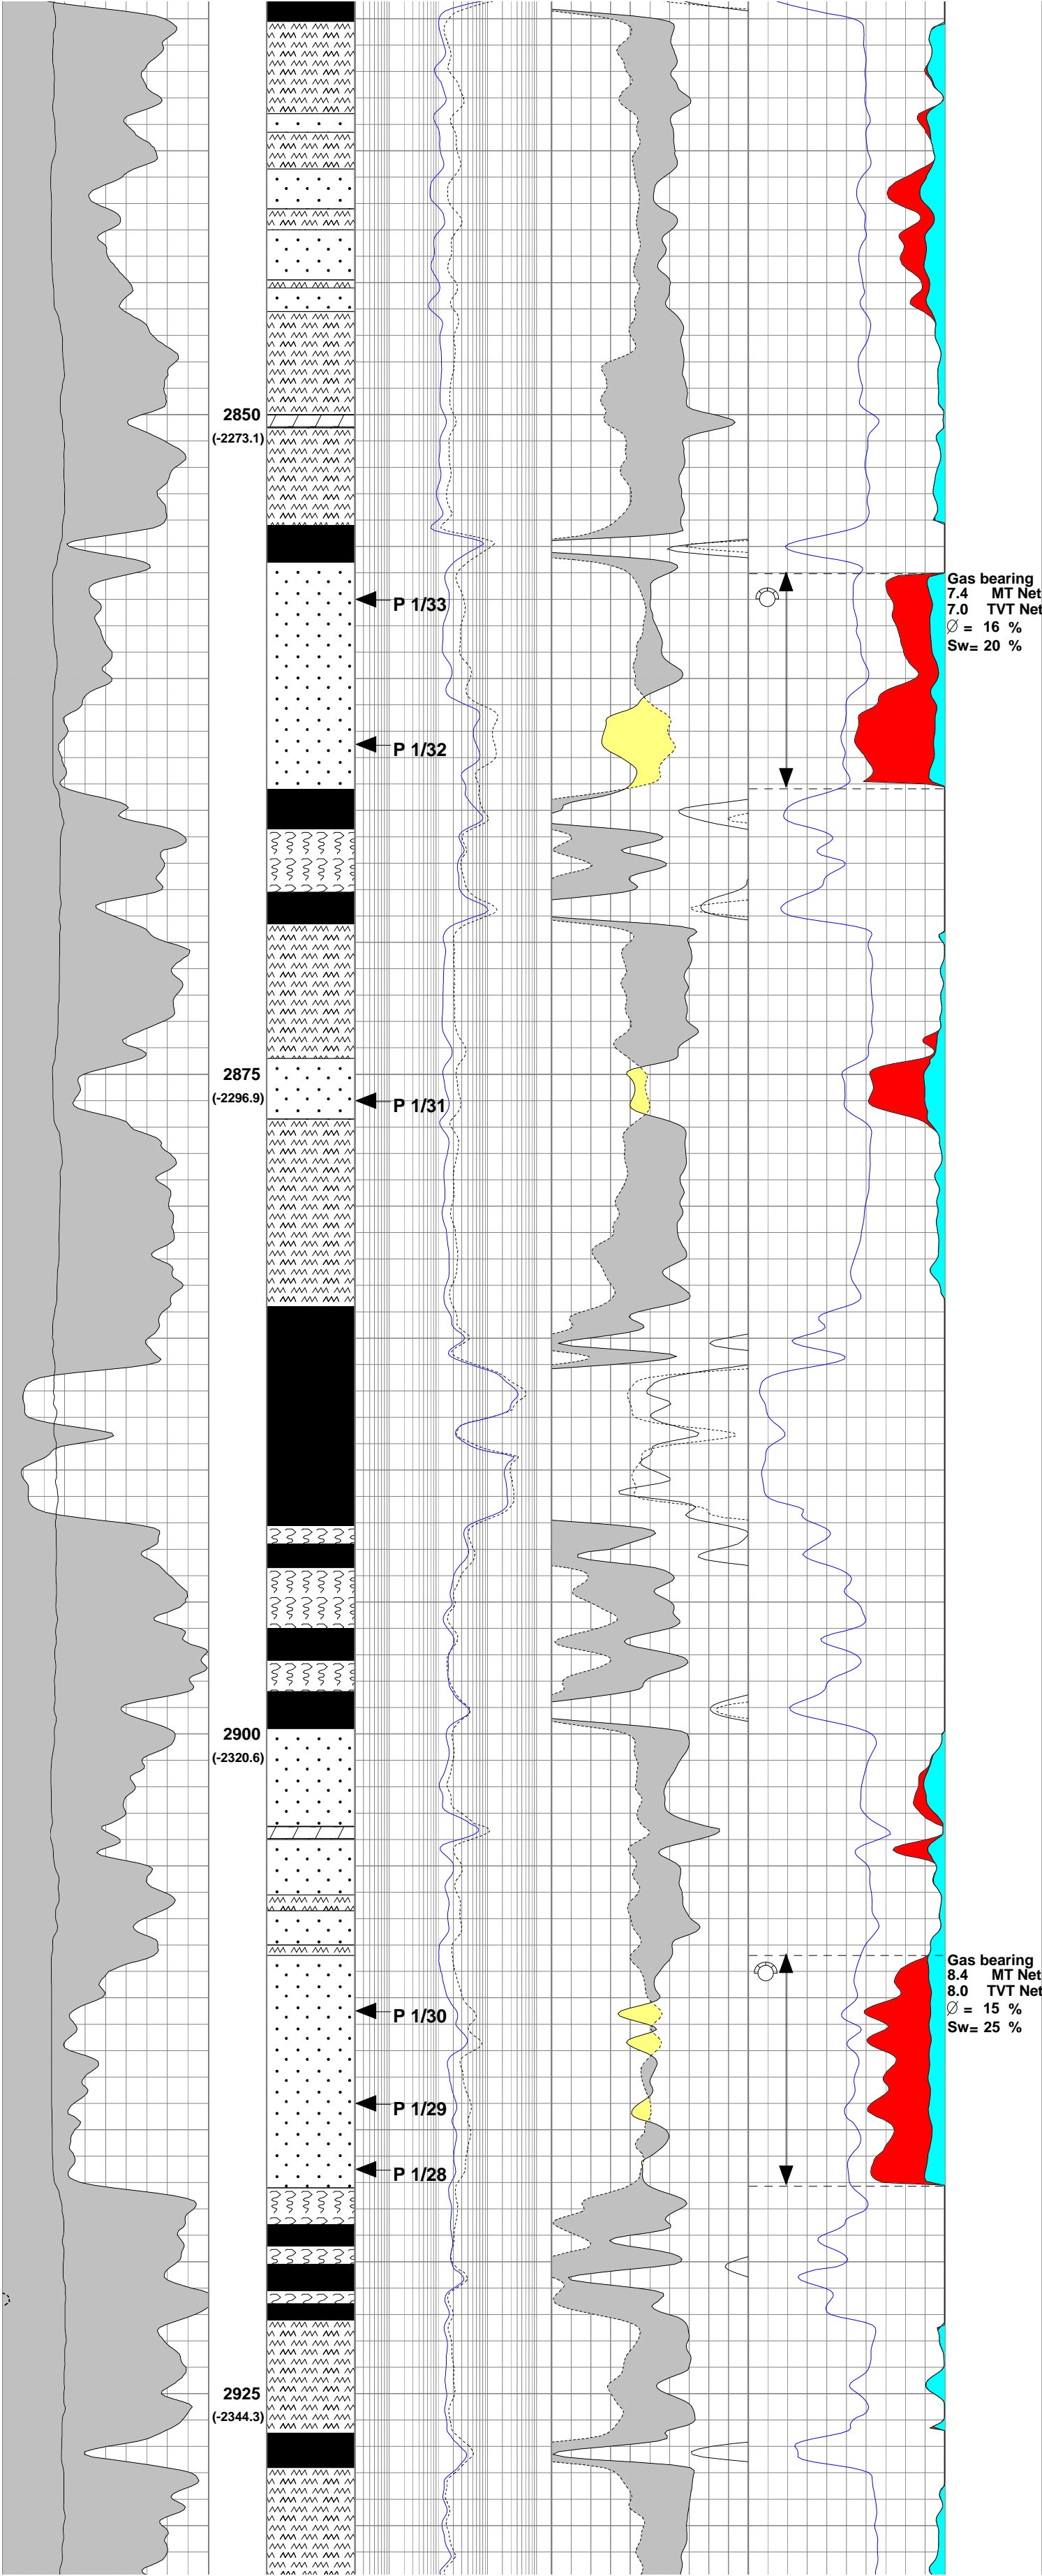 2850
(-2273.1)
Gas bearing
7.4 MT Net
7.0 TVT Net
Ø = 16 %
Sw= 20 %
P 1/33
P 1/32
2875
(-2296.9)
P 1/31
2900
(-2320.6)
Gas bearing
8.4 MT Net
8.0 TVT Net
Ø = 15 %
Sw= 25 %
P 1/30
P 1/29
P 1/28
2925
(-2344.3)